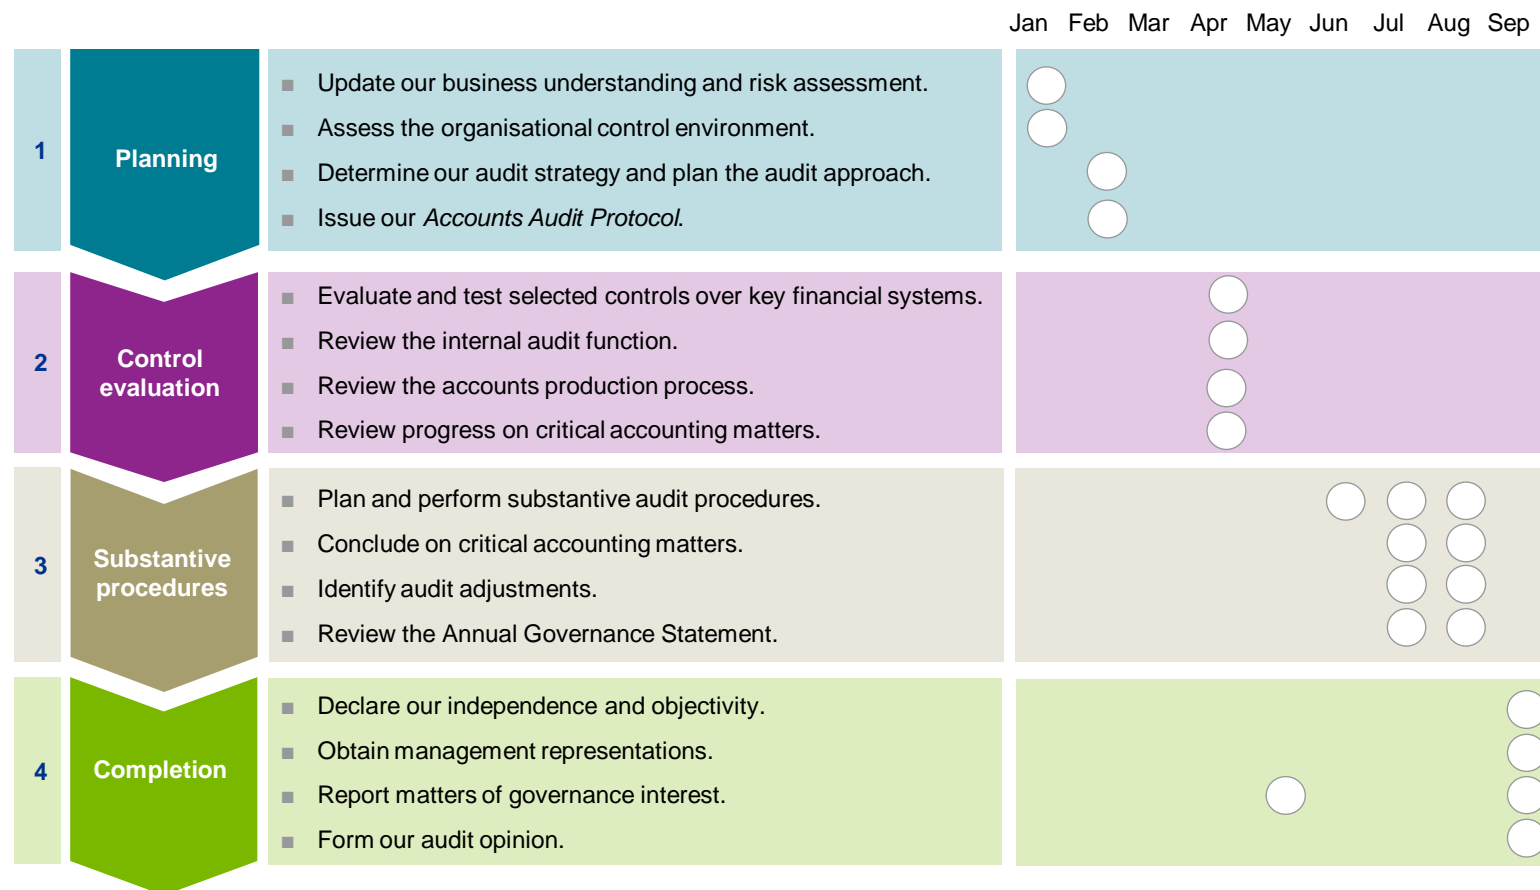 Jan Feb Mar Apr May Jun Jul Aug Sep
1
Planning
■ Update our business understanding and risk assessment.
■ Assess the organisational control environment.
■ Determine our audit strategy and plan the audit approach.
■ Issue our Accounts Audit Protocol.
2
Control
evaluation
■ Evaluate and test selected controls over key financial systems.
■ Review the internal audit function.
■ Review the accounts production process.
■ Review progress on critical accounting matters.
3
Substantive
procedures
■ Plan and perform substantive audit procedures.
■ Conclude on critical accounting matters.
■ Identify audit adjustments.
■ Review the Annual Governance Statement.
4
Completion
■ Declare our independence and objectivity.
■ Obtain management representations.
■ Report matters of governance interest.
■ Form our audit opinion.